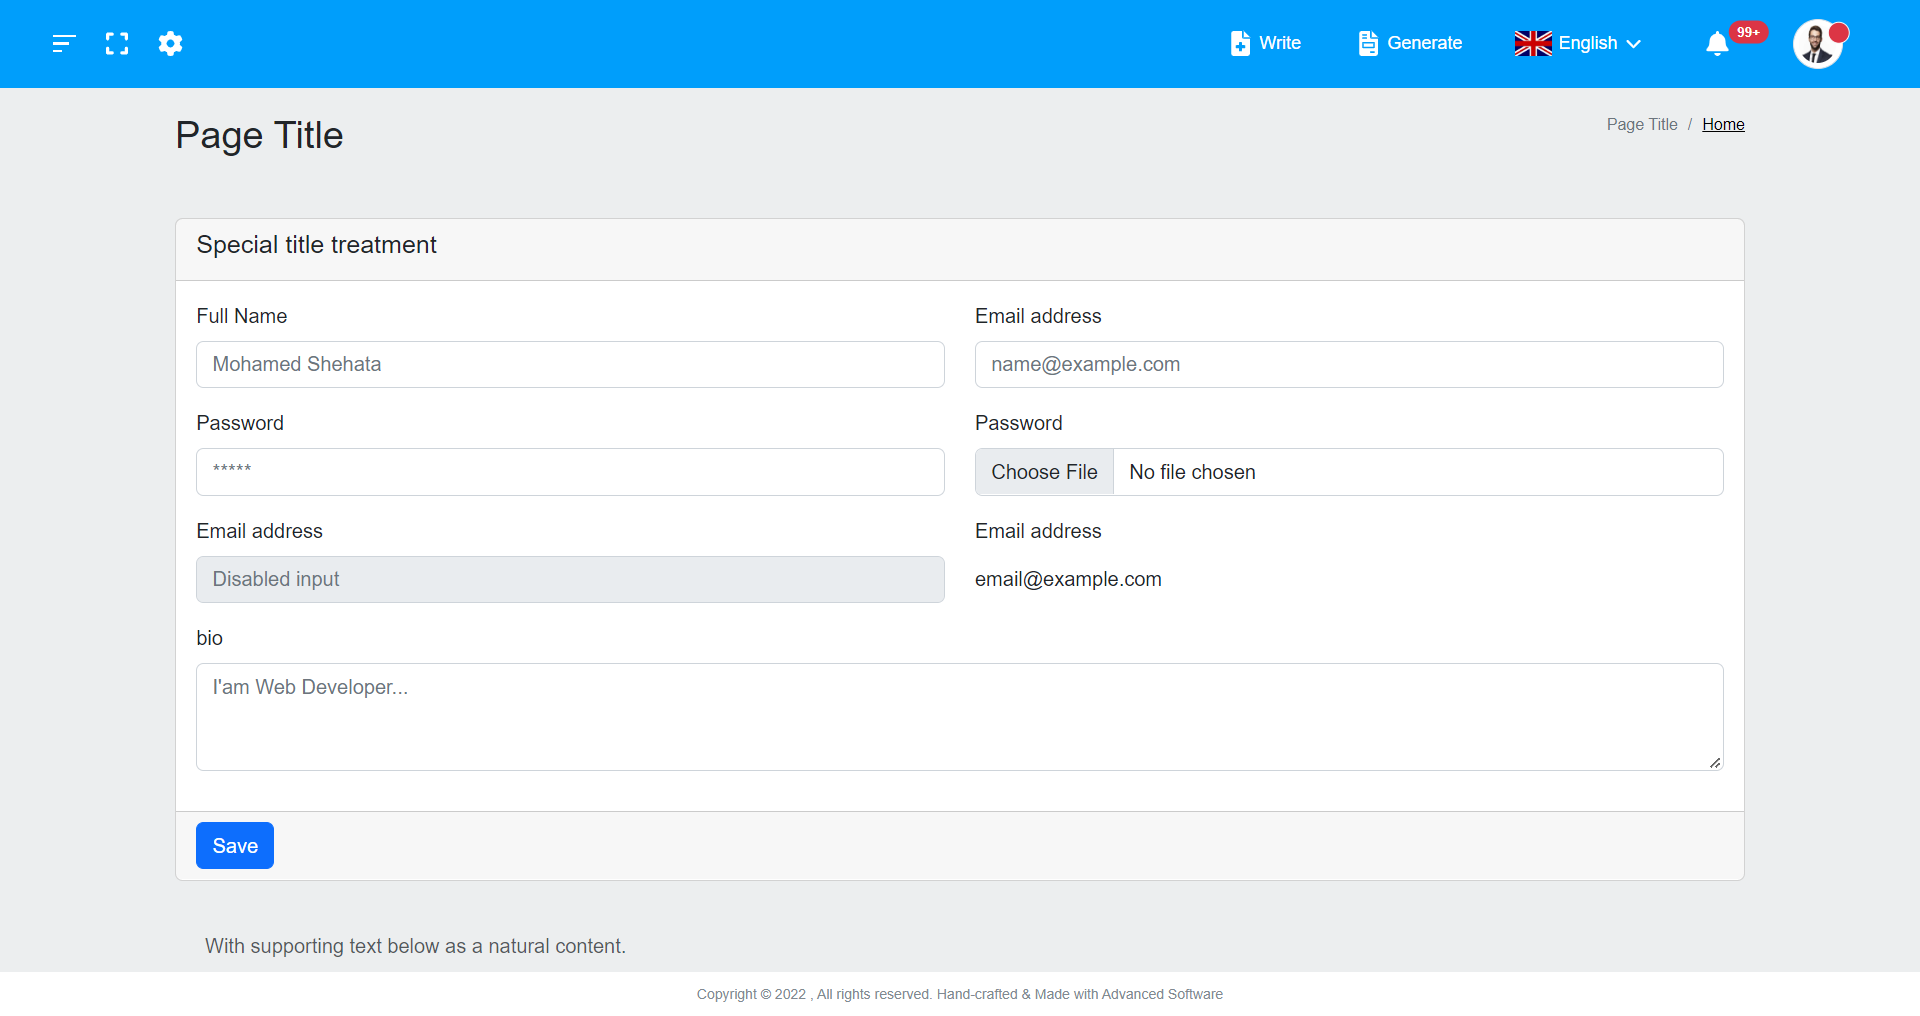 Write
Generate
English
99+
Page Title
Page Title / Home
Special title treatment
Full Name
Email address
Mohamed Shehata
name@example.com
Password
Password
*****
Choose File
No file chosen
Email address
Email address
Disabled input
email@example.com
bio
I'am Web Developer...
Save
With supporting text below as a natural content.
Copyright © 2022 , All rights reserved. Hand-crafted & Made with Advanced Software